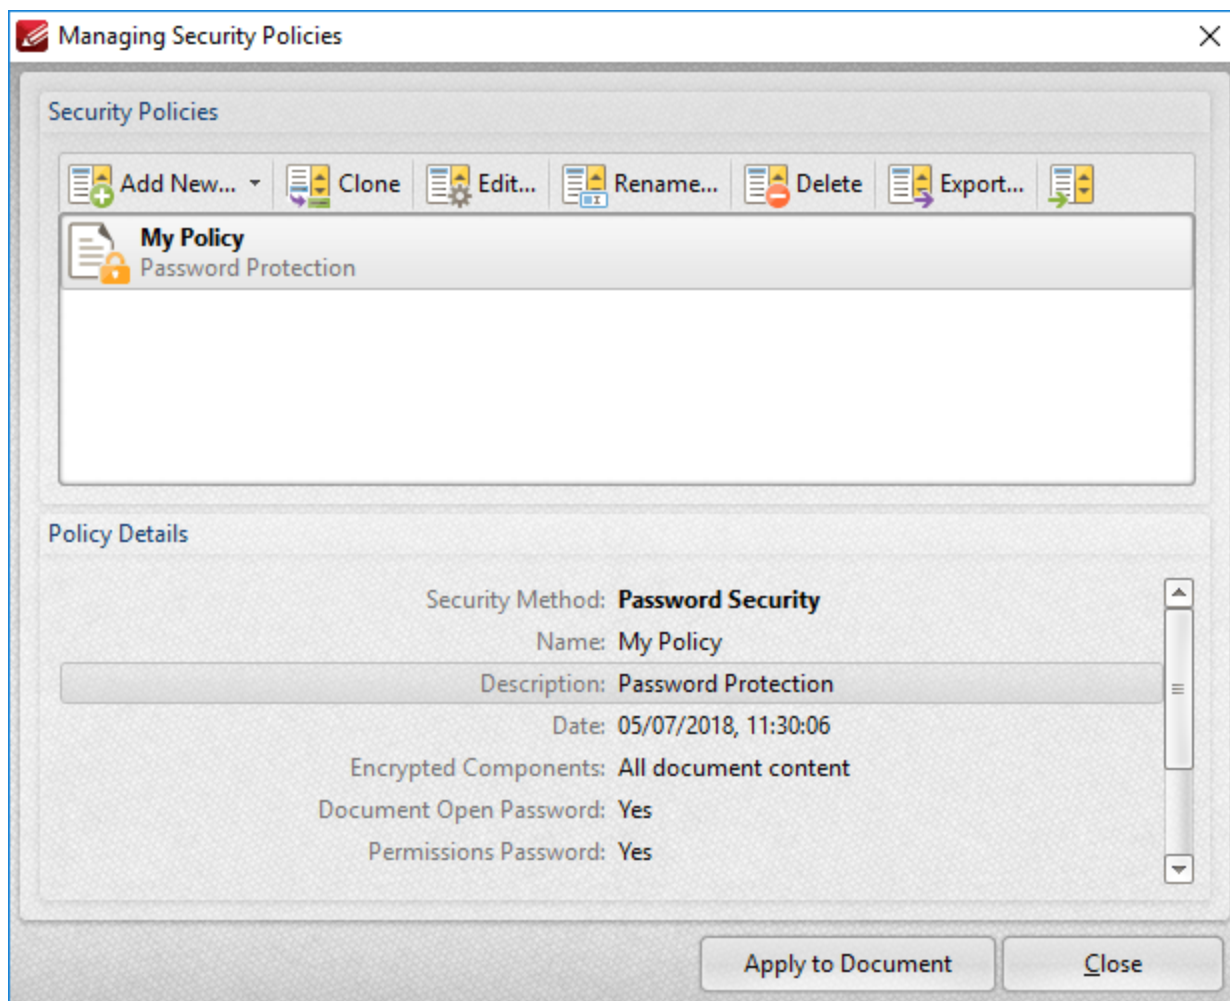 Managing Security Policies
Security Policies
Add New... Clone Edit... Rename... Delete Export...
My Policy
Password Protection
Policy Details
Security Method: Password Security
Name: My Policy
Description: Password Protection
Date: 05/07/2018, 11:30:06
Encrypted Components: All document content
Document Open Password: Yes
Permissions Password: Yes
Apply to Document Close